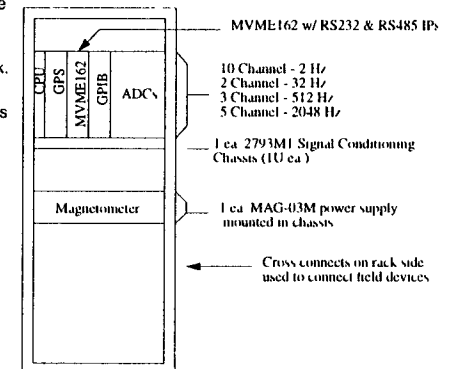 e
k.
s
MVME162 w/ RS232 & RS485 IPs
CPU
GPS
MVME162
GPIB
ADCs
10 Channel - 2 Hz
2 Channel - 32 Hz
3 Channel - 512 Hz
5 Channel - 2048 Hz
1 ea 2793M1 Signal Conditioning
Chassis (1U ea )
Magnetometer
1 ea MAG-03M power supply
mounted in chassis
Cross connects on rack side
used to connect field devices